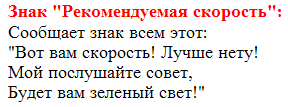 Знак "Рекомендуемая скорость":
Сообщает знак всем этот:
"Вот вам скорость! Лучше нету!
Мой послушайте совет,
Будет вам зеленый свет!"